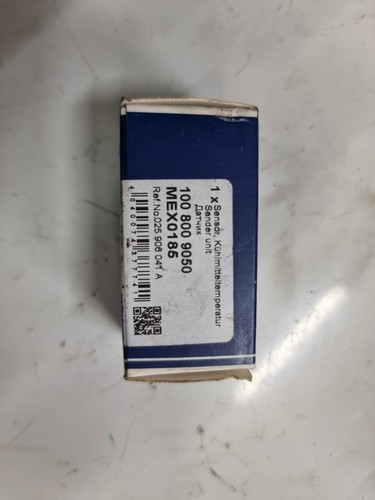 1 x Sensor, Kühlmitteltemperatur
Sender unit
Датчик
100 800 9050
MEX0185
Ref.No.025 906 041 A